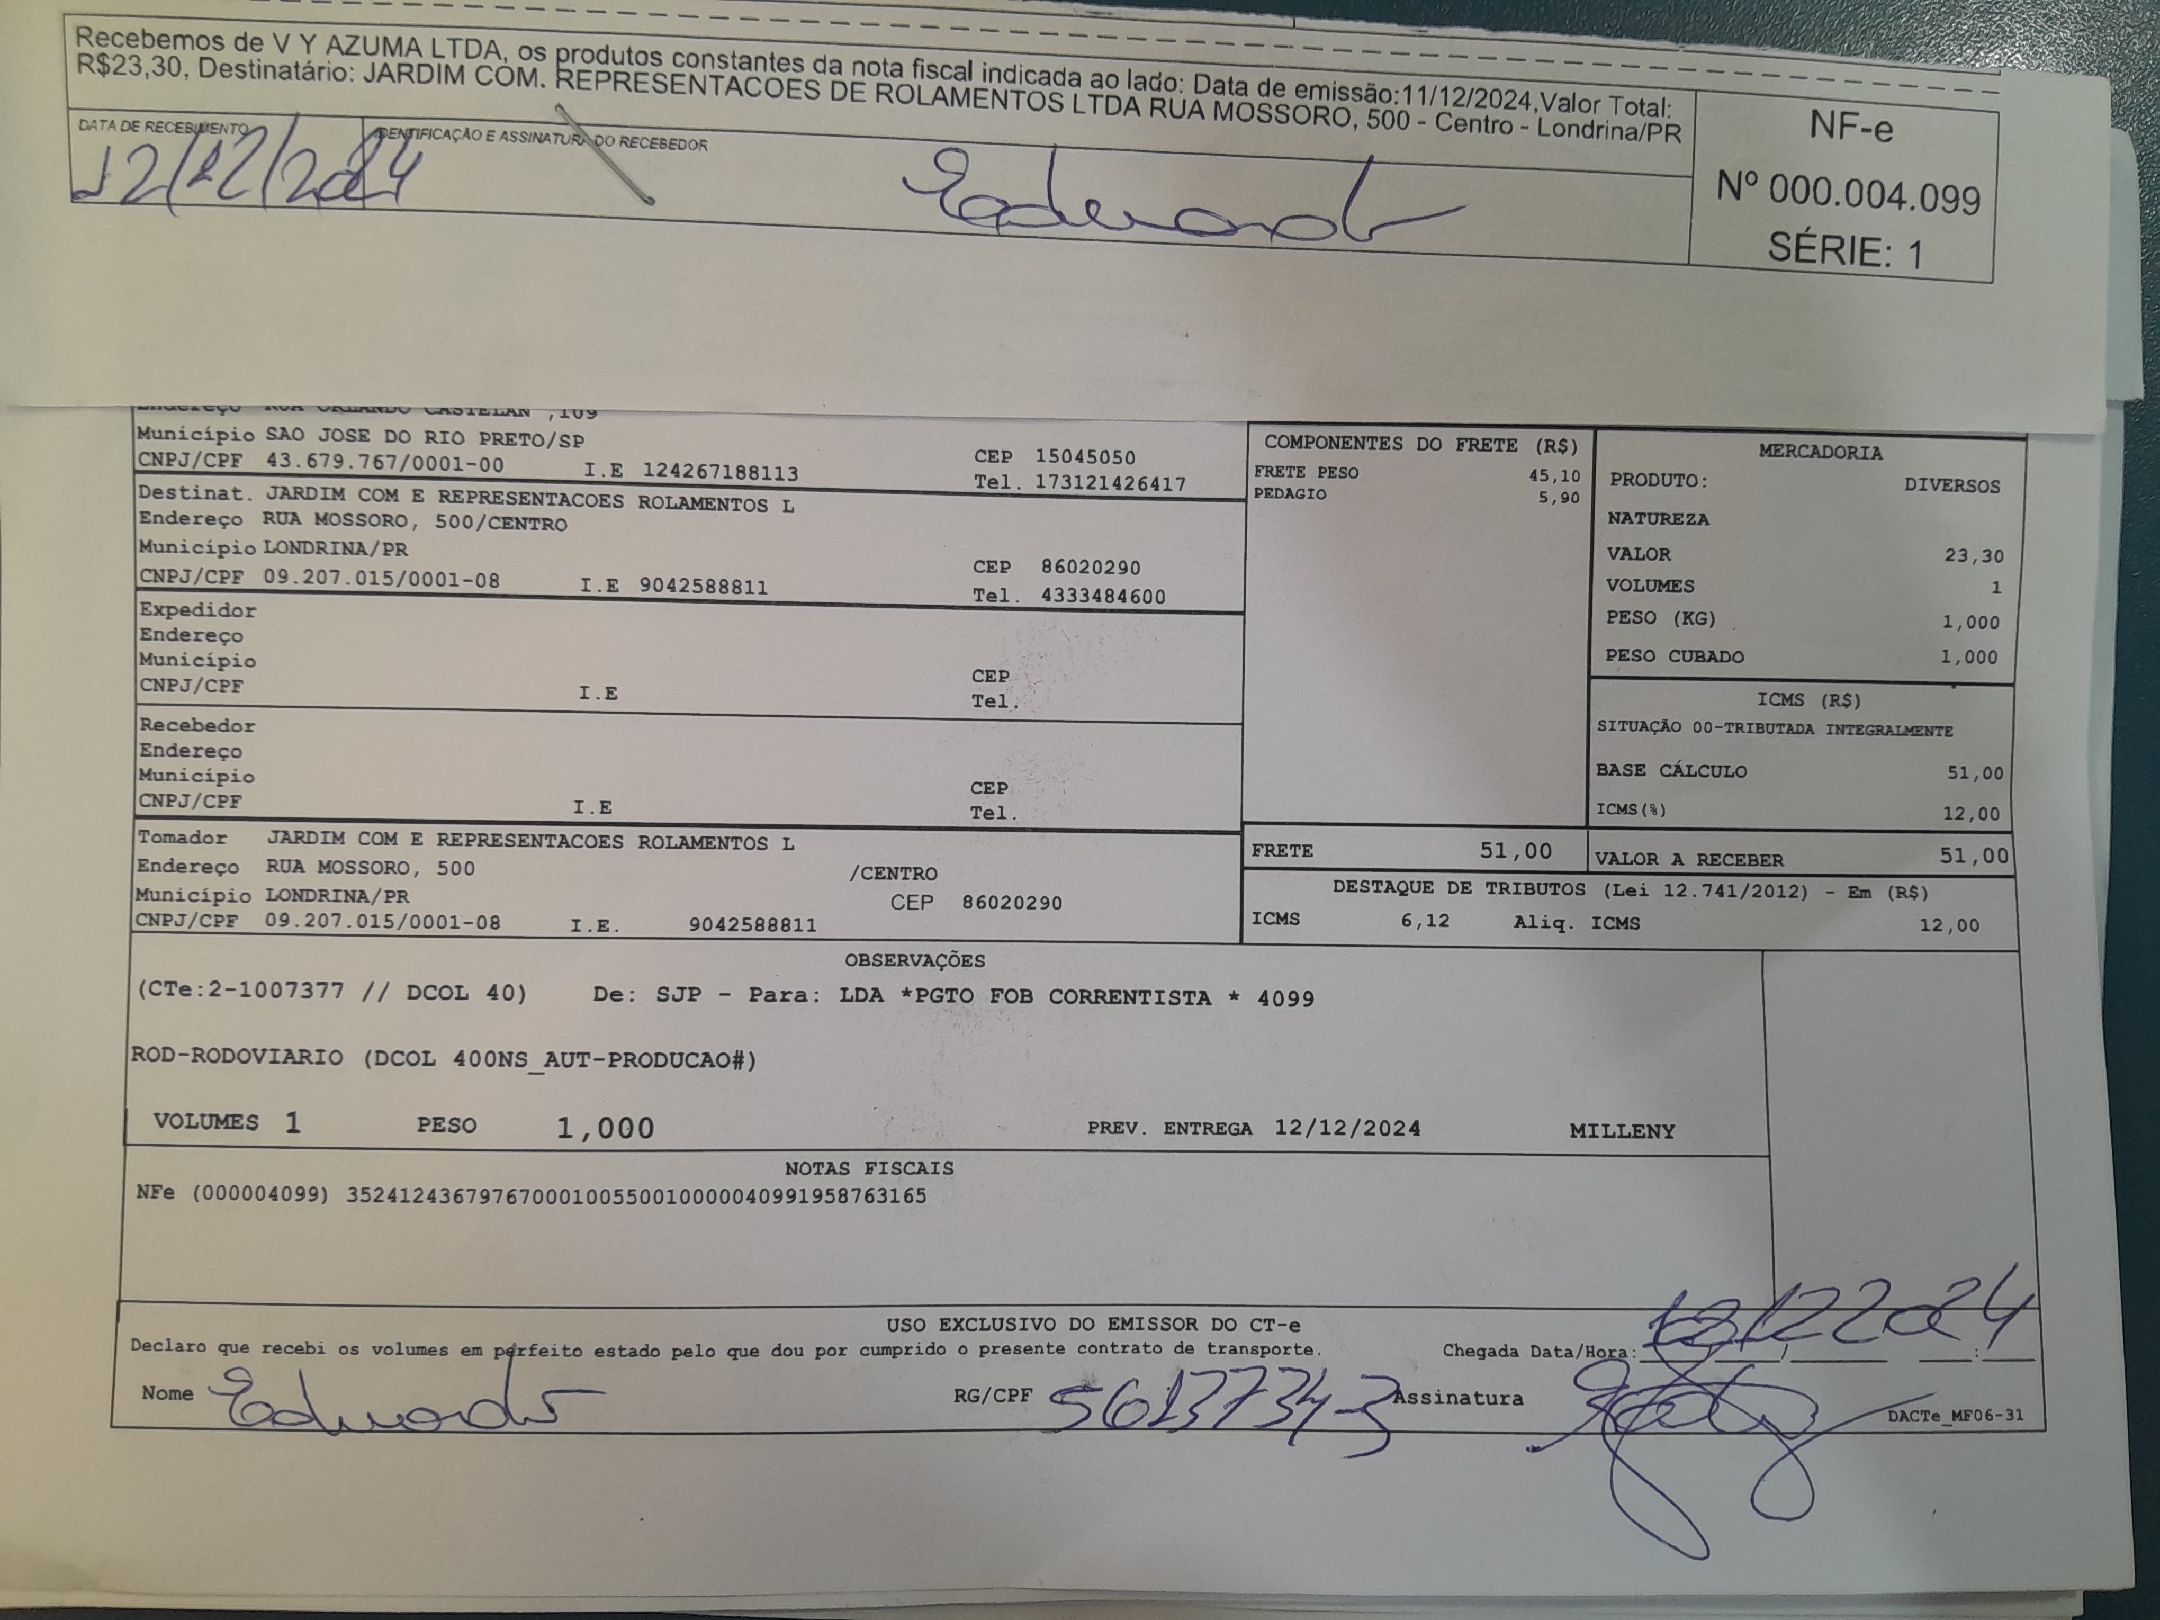 Recebemos de V Y AZUMA LTDA, os produtos constantes da nota fiscal indicada ao lado: Data de emissão:11/12/2024,Valor Total:
R$23,30, Destinatário: JARDIM COM. REPRESENTACOES DE ROLAMENTOS LTDA RUA MOSSORO, 500 - Centro - Londrina/PR
NF-e
Nº 000.004.099
SÉRIE: 1
DATA DE RECEBIMENTO
12/12/2024
IDENTIFICAÇÃO E ASSINATURA DO RECEBEDOR
Eduardo
Endereço RUA ORLANDO CASTELAN ,109
Município SAO JOSE DO RIO PRETO/SP
CEP 15045050
CNPJ/CPF 43.679.767/0001-00 I.E 124267188113
Tel. 173121426417
Destinat. JARDIM COM E REPRESENTACOES ROLAMENTOS L
Endereço RUA MOSSORO, 500/CENTRO
Município LONDRINA/PR
CEP 86020290
CNPJ/CPF 09.207.015/0001-08 I.E 9042588811
Tel. 4333484600
Expedidor
Endereço
Município
CEP
CNPJ/CPF I.E
Tel.
Recebedor
Endereço
Município
CEP
CNPJ/CPF I.E
Tel.
Tomador JARDIM COM E REPRESENTACOES ROLAMENTOS L
Endereço RUA MOSSORO, 500 /CENTRO
Município LONDRINA/PR CEP 86020290
CNPJ/CPF 09.207.015/0001-08 I.E. 9042588811
COMPONENTES DO FRETE (R$)
FRETE PESO 45,10
PEDAGIO 5,90
MERCADORIA
PRODUTO: DIVERSOS
NATUREZA
VALOR 23,30
VOLUMES 1
PESO (KG) 1,000
PESO CUBADO 1,000
ICMS (R$)
SITUAÇÃO 00-TRIBUTADA INTEGRALMENTE
BASE CÁLCULO 51,00
ICMS(%) 12,00
FRETE 51,00
VALOR A RECEBER 51,00
DESTAQUE DE TRIBUTOS (Lei 12.741/2012) - Em (R$)
ICMS 6,12 Aliq. ICMS 12,00
OBSERVAÇÕES
(CTe:2-1007377 // DCOL 40) De: SJP - Para: LDA *PGTO FOB CORRENTISTA * 4099
ROD-RODOVIARIO (DCOL 400NS_AUT-PRODUCAO#)
VOLUMES 1 PESO 1,000 PREV. ENTREGA 12/12/2024 MILLENY
NOTAS FISCAIS
NFe (000004099) 35241243679767000100550010000040991958763165
USO EXCLUSIVO DO EMISSOR DO CT-e
Declaro que recebi os volumes em perfeito estado pelo que dou por cumprido o presente contrato de transporte.
Chegada Data/Hora:
Nome Eduardo RG/CPF 5613734-3 Assinatura
DACTe_MF06-31